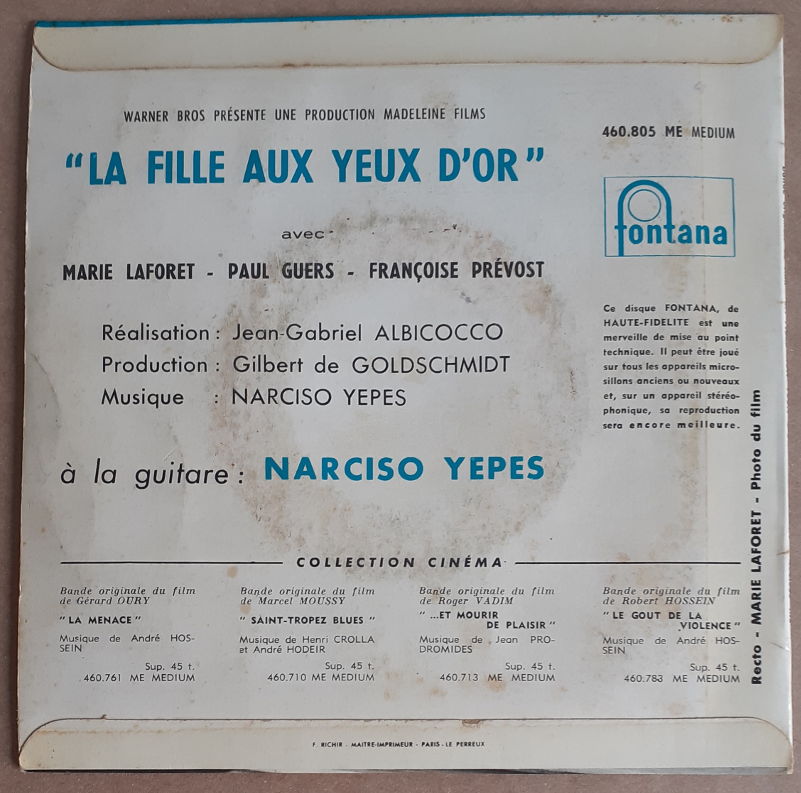 WARNER BROS PRÉSENTE UNE PRODUCTION MADELEINE FILMS
"LA FILLE AUX YEUX D'OR"
avec
MARIE LAFORET - PAUL GUERS - FRANÇOISE PRÉVOST
Réalisation : Jean-Gabriel ALBICOCCO
Production : Gilbert de GOLDSCHMIDT
Musique : NARCISO YEPES
à la guitare : NARCISO YEPES
460.805 ME MEDIUM
fontana
Ce disque FONTANA, de
HAUTE-FIDELITE est une
merveille de mise au point
technique. Il peut être joué
sur tous les appareils micro-
sillons anciens ou nouveaux
et, sur un appareil stéréo-
phonique, sa reproduction
sera encore meilleure.
Recto - MARIE LAFORET - Photo du film
COLLECTION CINÉMA
Bande originale du film
de Gérard OURY
"LA MENACE"
Musique de André HOS-
SEIN
Sup. 45 t.
460.761 ME MEDIUM
Bande originale du film
de Marcel MOUSSY
"SAINT-TROPEZ BLUES"
Musique de Henri CROLLA
et André HODEIR
Sup. 45 t.
460.710 ME MEDIUM
Bande originale du film
de Roger VADIM
"...ET MOURIR
DE PLAISIR"
Musique de Jean PRO-
DROMIDES
Sup. 45 t.
460.713 ME MEDIUM
Bande originale du film
de Robert HOSSEIN
"LE GOUT DE LA
VIOLENCE"
Musique de André HOS-
SEIN
Sup. 45 t.
460.783 ME MEDIUM
F. RICHIR - MAITRE-IMPRIMEUR - PARIS - LE PERREUX